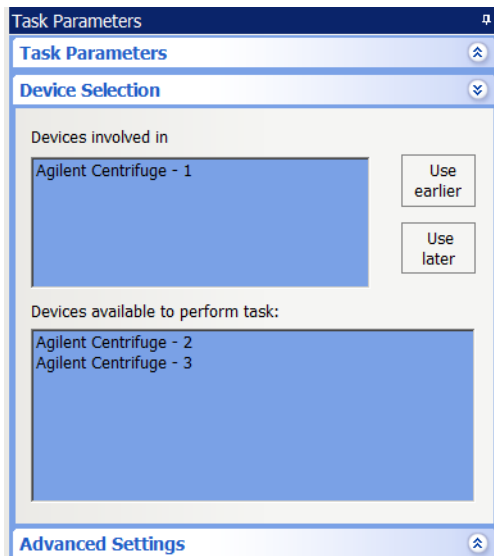 Task Parameters
Task Parameters
Device Selection
Devices involved in
Agilent Centrifuge - 1
Use
earlier
Use
later
Devices available to perform task:
Agilent Centrifuge - 2
Agilent Centrifuge - 3
Advanced Settings